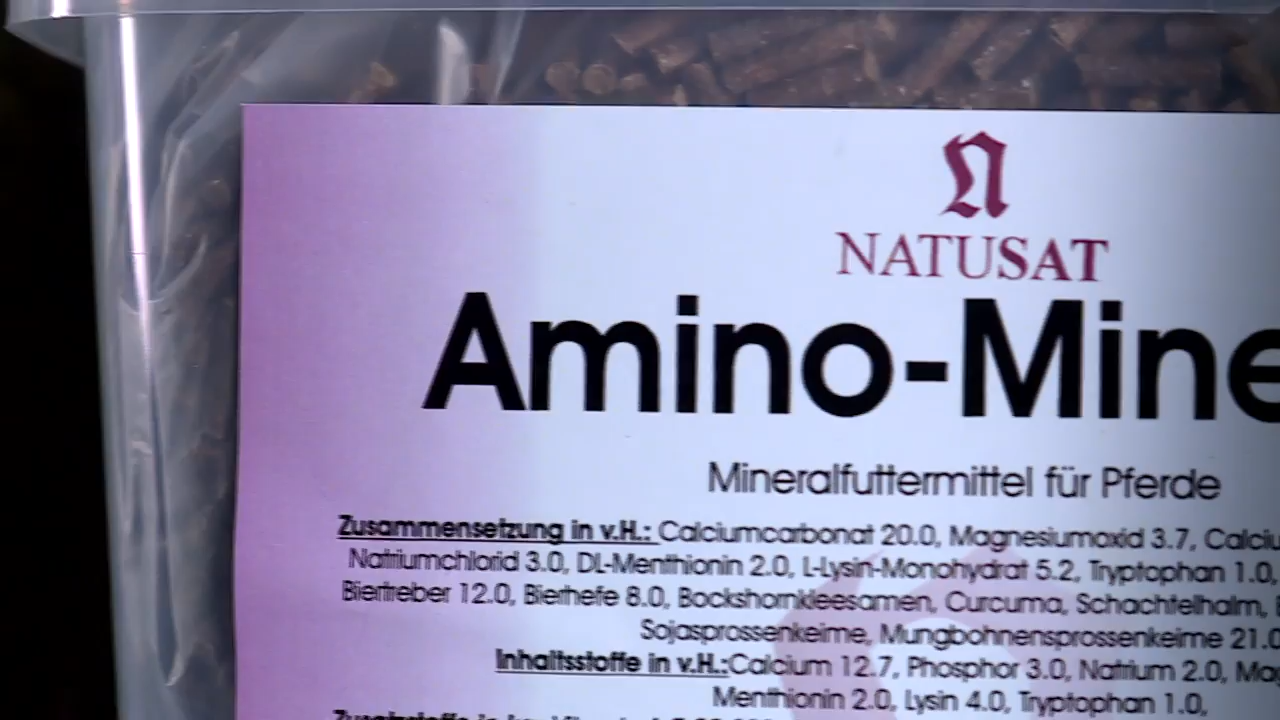 NATUSAT
Amino-Mine
Mineralfuttermittel für Pferde
Zusammensetzung in v.H.: Calciumcarbonat 20.0, Magnesiumoxid 3.7, Calciu
Natriumchlorid 3.0, DL-Menthionin 2.0, L-Lysin-Monohydrat 5.2, Tryptophan 1.0,
Biertreber 12.0, Bierhefe 8.0, Bockshornkleesamen, Curcuma, Schachtelhalm,
Sojasprossenkeime, Mungbohnensprossenkeime 21.0
Inhaltsstoffe in v.H.:Calcium 12.7, Phosphor 3.0, Natrium 2.0, Mag
Menthionin 2.0, Lysin 4.0, Tryptophan 1.0,